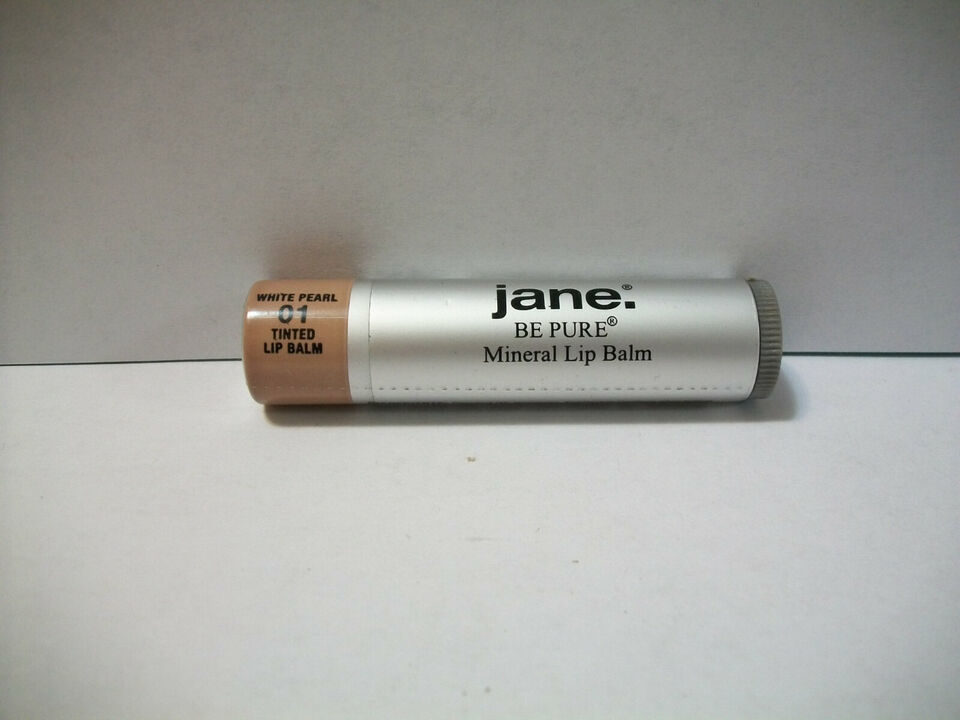 WHITE PEARL
01
TINTED
LIP BALM
jane.®
BE PURE®
Mineral Lip Balm